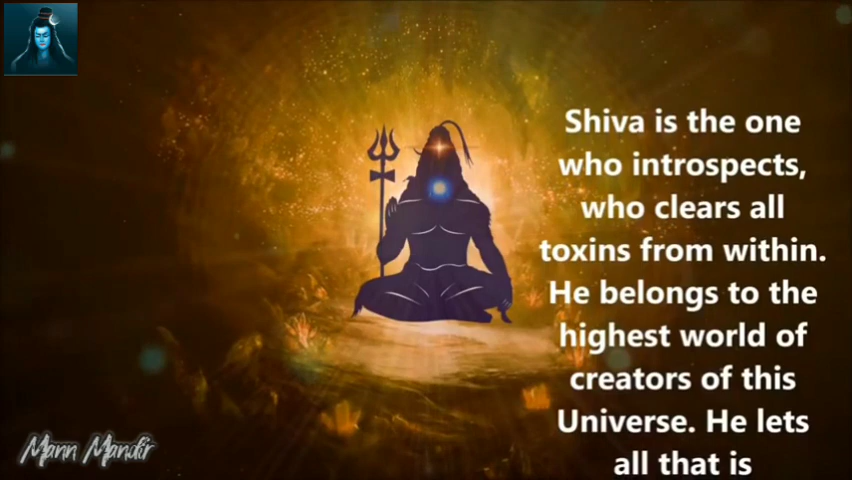 Shiva is the one
who introspects,
who clears all
toxins from within.
He belongs to the
highest world of
creators of this
Universe. He lets
all that is
Mann Mandir